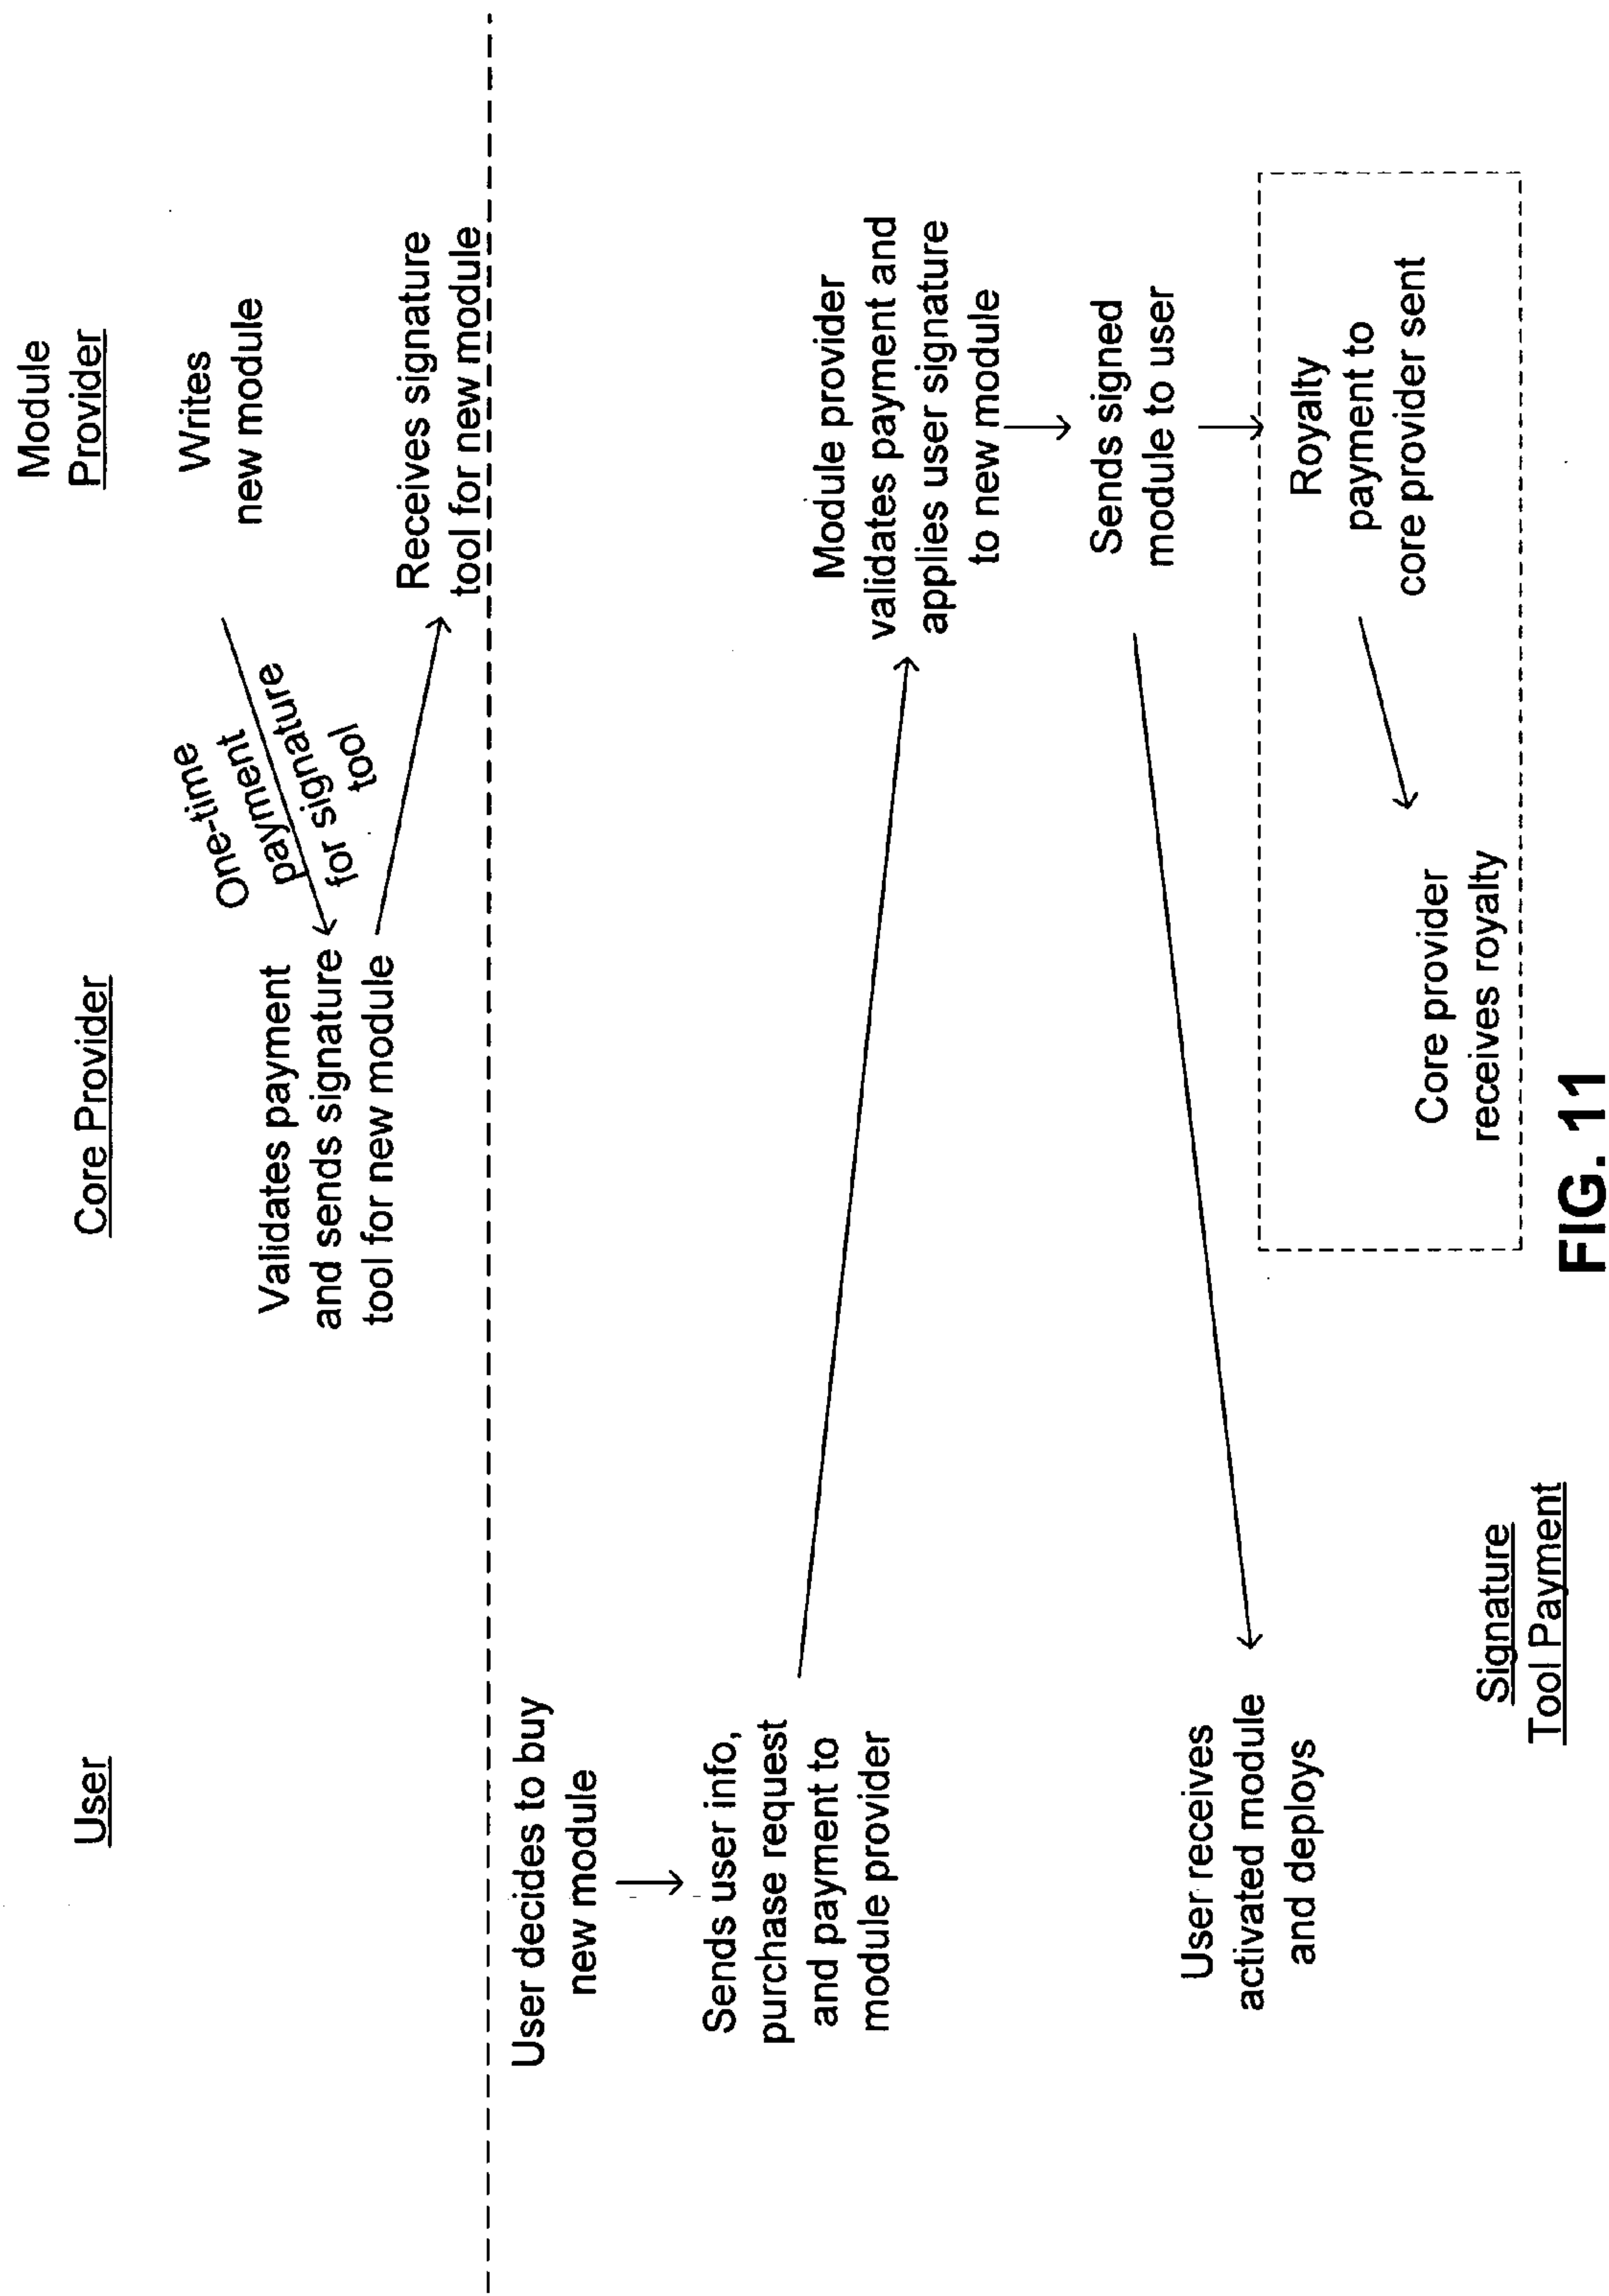 User
Core Provider
Module
Provider
Writes
new module
One-time
payment
for signature
tool
Validates payment
and sends signature
tool for new module
Receives signature
tool for new module
User decides to buy
new module
Sends user info,
purchase request
and payment to
module provider
Module provider
validates payment and
applies user signature
to new module
Sends signed
module to user
User receives
activated module
and deploys
Royalty
payment to
core provider sent
Core provider
receives royalty
Signature
Tool Payment
FIG. 11